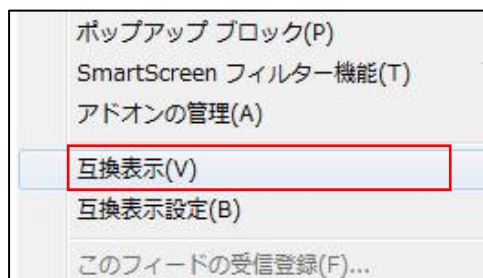 ポップアップ ブロック(P)
SmartScreen フィルター機能(T)
アドオンの管理(A)
互換表示(V)
互換表示設定(B)
このフィードの受信登録(F)...